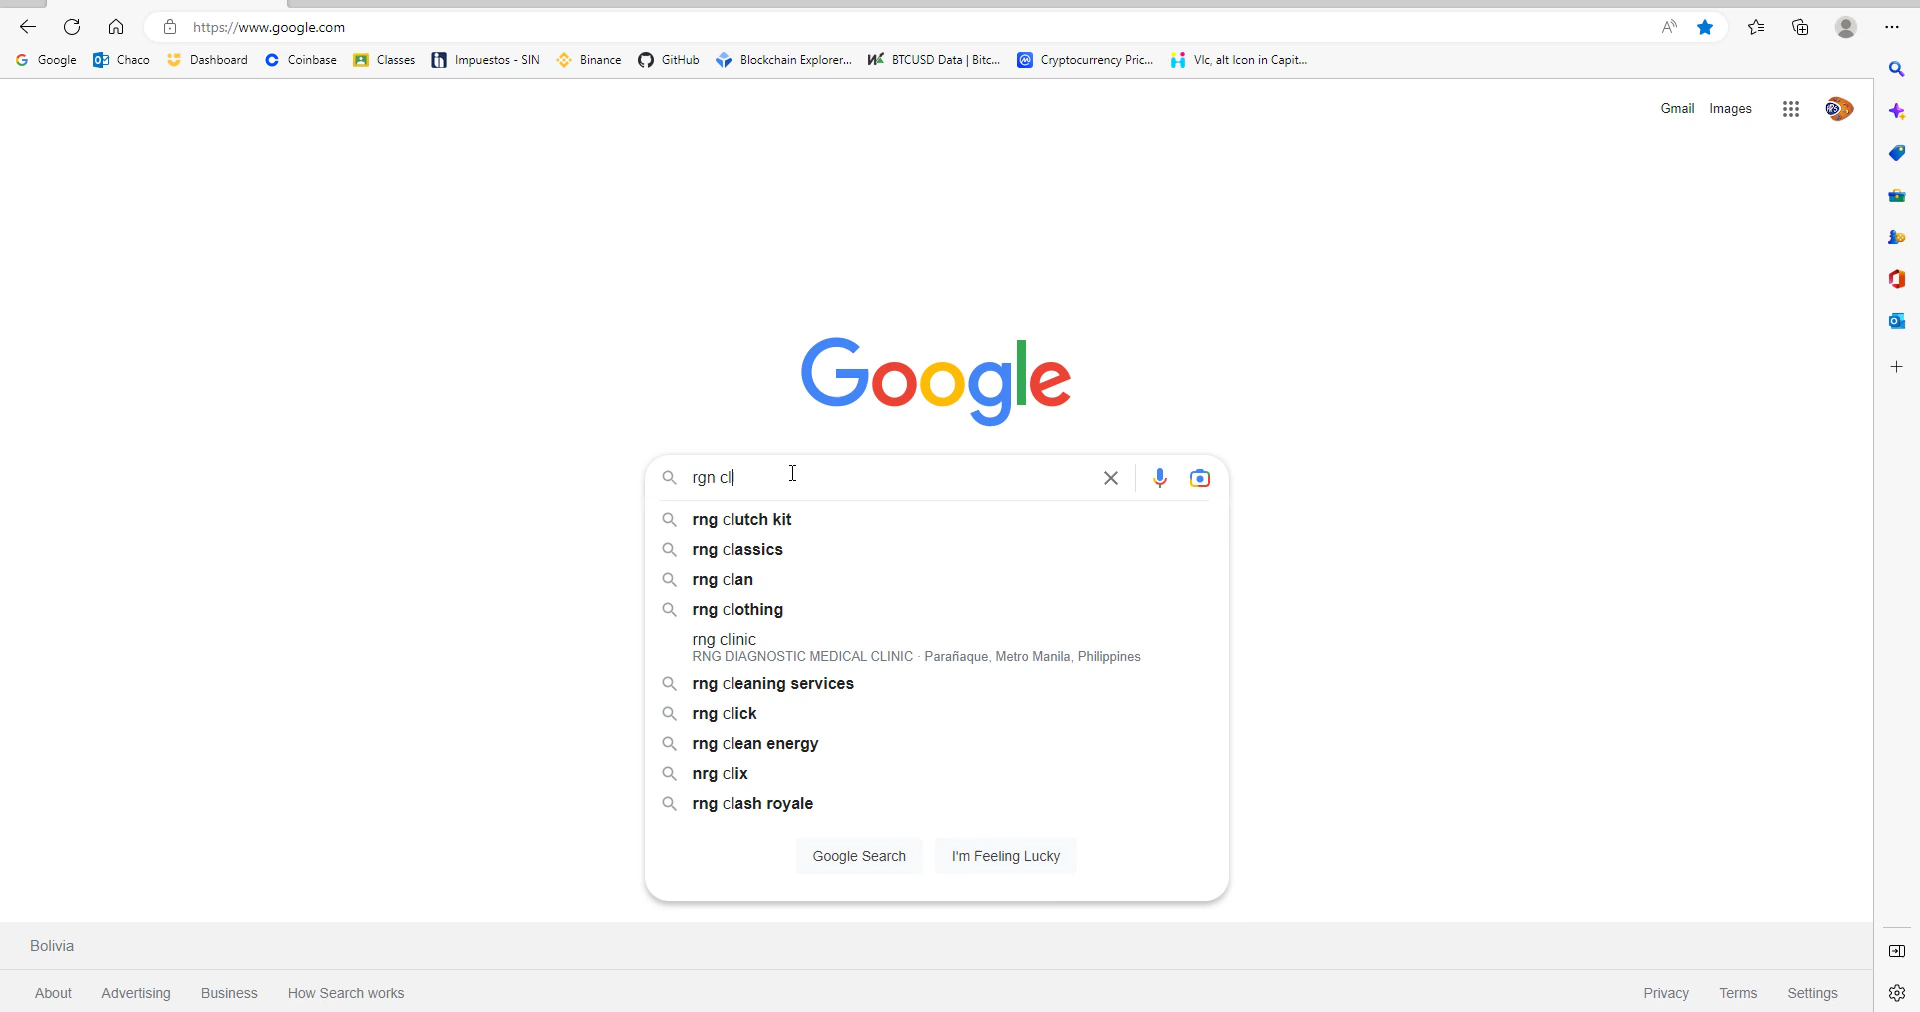 https://www.google.com
Google Chaco Dashboard Coinbase Classes Impuestos - SIN Binance GitHub Blockchain Explorer... BTCUSD Data | Bitc... Cryptocurrency Pric... Vlc, alt Icon in Capit...
Gmail Images
Google
rgn cl
rng clutch kit
rng classics
rng clan
rng clothing
rng clinic
RNG DIAGNOSTIC MEDICAL CLINIC · Parañaque, Metro Manila, Philippines
rng cleaning services
rng click
rng clean energy
nrg clix
rng clash royale
Google Search I'm Feeling Lucky
Bolivia
About Advertising Business How Search works Privacy Terms Settings